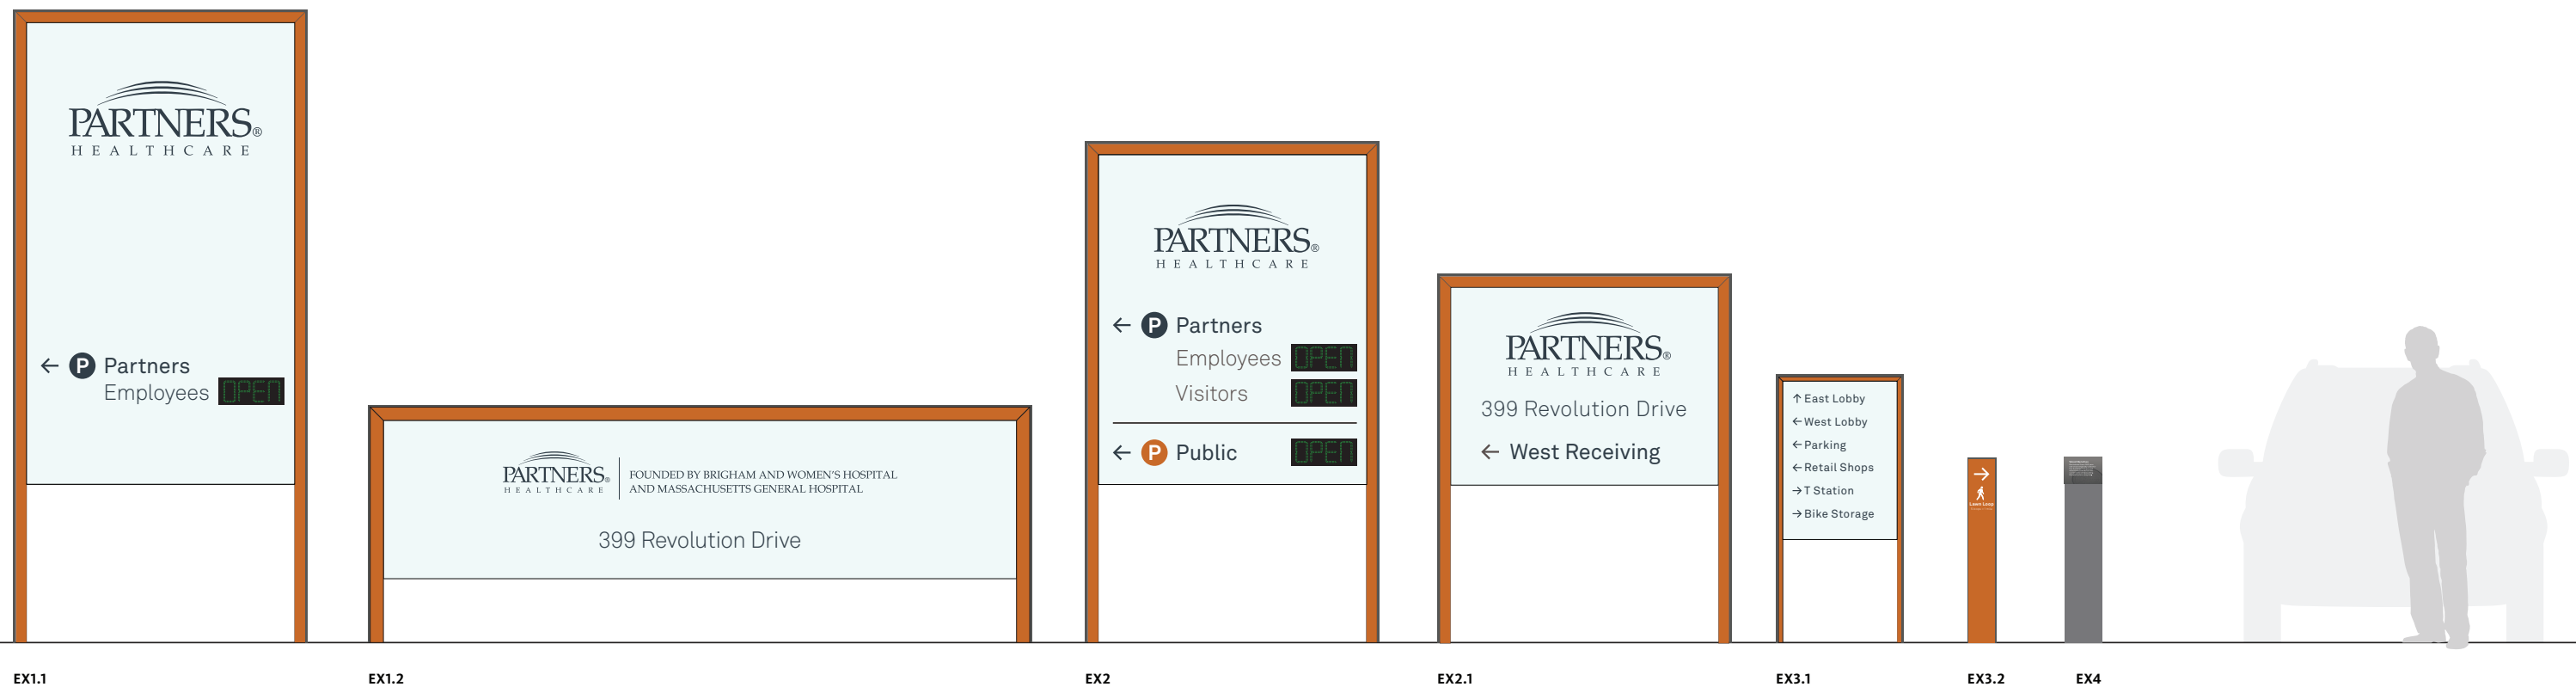 PARTNERS®
HEALTHCARE
← P Partners
Employees OPEN
PARTNERS®
HEALTHCARE
FOUNDED BY BRIGHAM AND WOMEN'S HOSPITAL
AND MASSACHUSETTS GENERAL HOSPITAL
399 Revolution Drive
PARTNERS®
HEALTHCARE
← P Partners
Employees OPEN
Visitors OPEN
← P Public OPEN
PARTNERS®
HEALTHCARE
399 Revolution Drive
← West Receiving
↑ East Lobby
← West Lobby
← Parking
← Retail Shops
→ T Station
→ Bike Storage
→
Lawn Loop
EX1.1
EX1.2
EX2
EX2.1
EX3.1
EX3.2
EX4